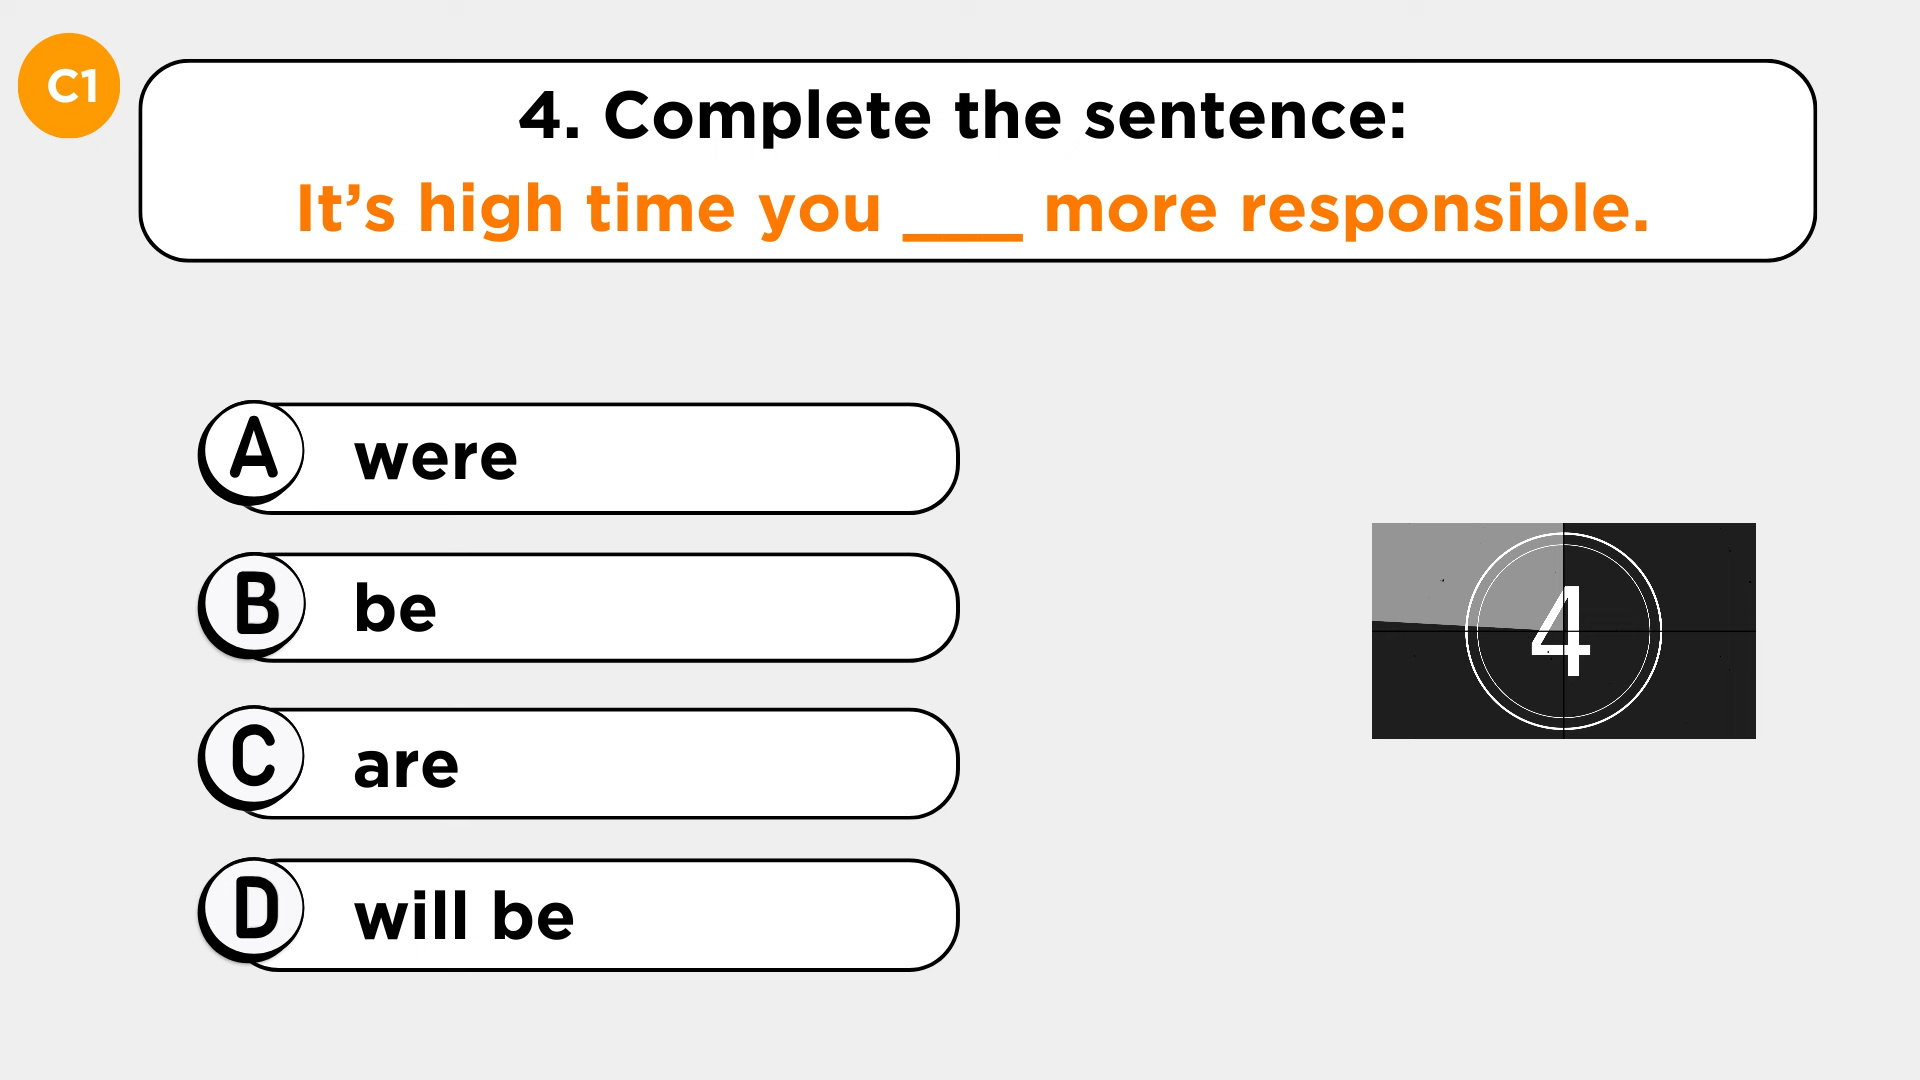 C1
4. Complete the sentence:
It’s high time you ___ more responsible.
A were
B be
4
C are
D will be